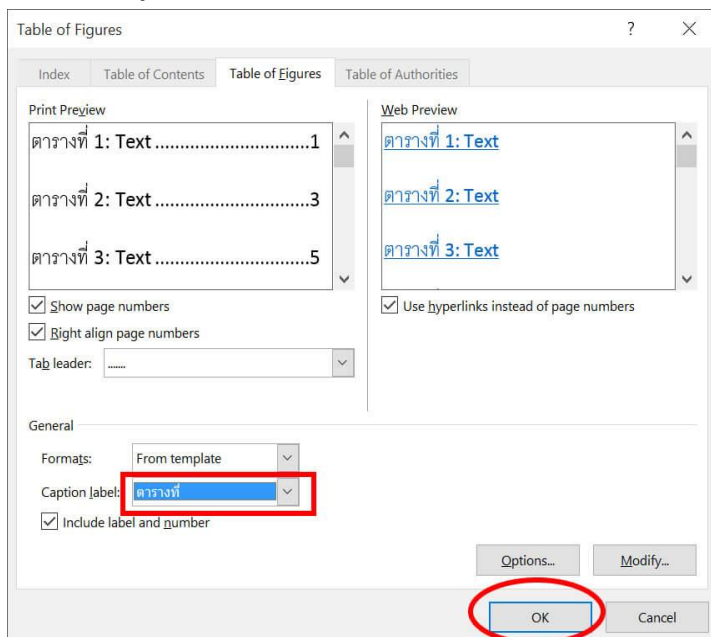 Table of Figures ? X
Index Table of Contents Table of Figures Table of Authorities
Print Preview
ตารางที่ 1: Text................................1
ตารางที่ 2: Text................................3
ตารางที่ 3: Text................................5
Show page numbers
Right align page numbers
Tab leader: .......
Web Preview
ตารางที่ 1: Text
ตารางที่ 2: Text
ตารางที่ 3: Text
Use hyperlinks instead of page numbers
General
Formats: From template
Caption label: ตารางที่
Include label and number
Options... Modify...
OK Cancel